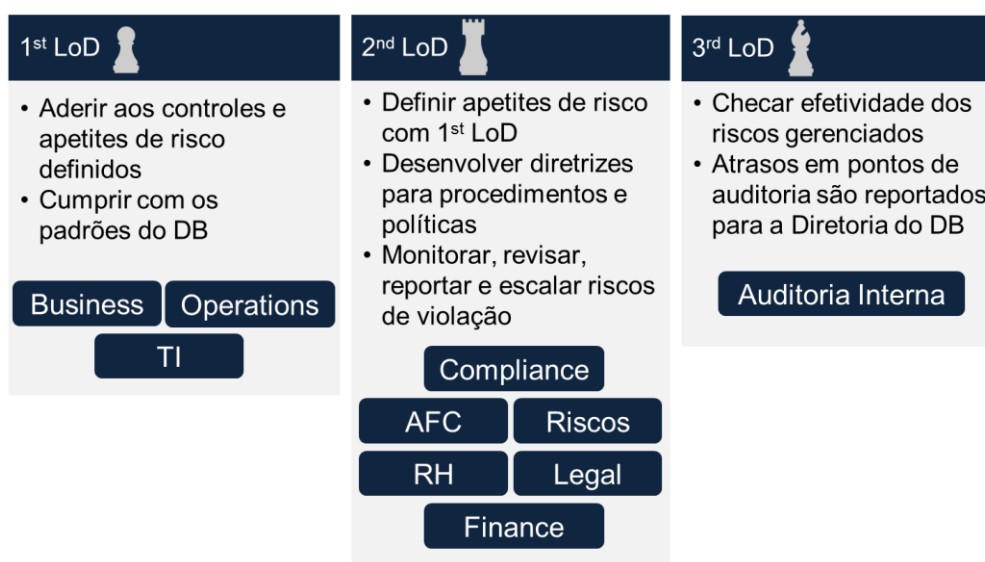 1st LoD
• Aderir aos controles e
apetites de risco
definidos
• Cumprir com os
padrões do DB
Business
Operations
TI
2nd LoD
• Definir apetites de risco
com 1st LoD
• Desenvolver diretrizes
para procedimentos e
políticas
• Monitorar, revisar,
reportar e escalar riscos
de violação
Compliance
AFC
Riscos
RH
Legal
Finance
3rd LoD
• Checar efetividade dos
riscos gerenciados
• Atrasos em pontos de
auditoria são reportados
para a Diretoria do DB
Auditoria Interna